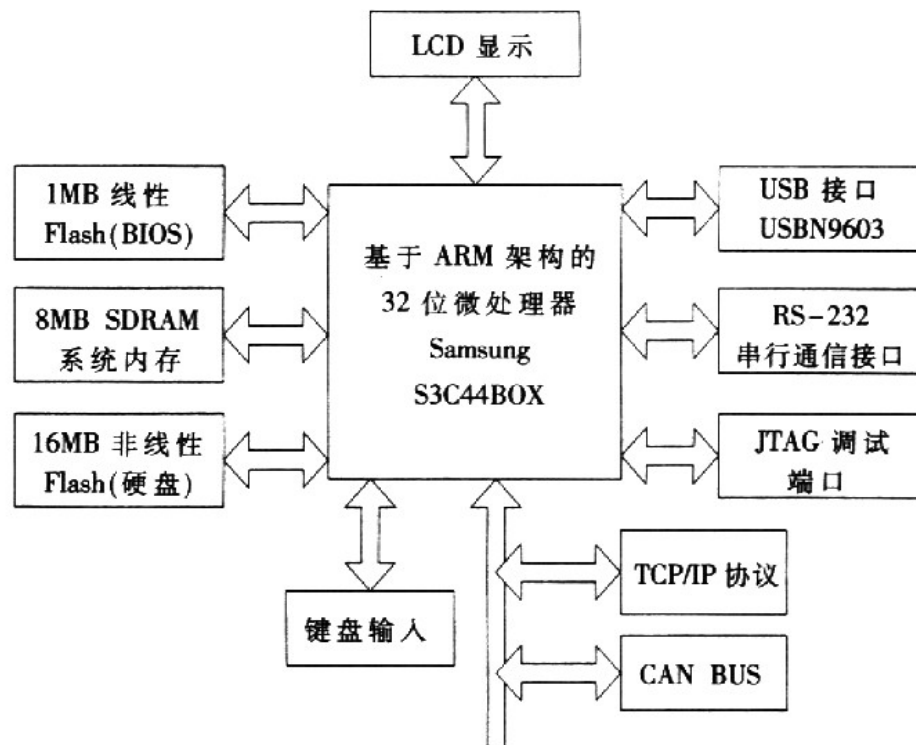 LCD 显示
1MB 线性
Flash(BIOS)
8MB SDRAM
系统内存
16MB 非线性
Flash(硬盘)
基于 ARM 架构的
32 位微处理器
Samsung
S3C44BOX
USB 接口
USBN9603
RS-232
串行通信接口
JTAG 调试
端口
键盘输入
TCP/IP 协议
CAN BUS